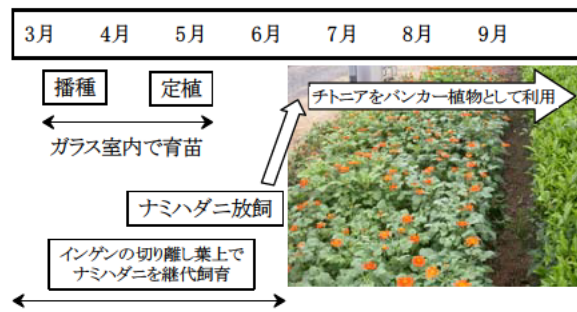 3月 4月 5月 6月 7月 8月 9月
播種 定植
チトニアをバンカー植物として利用
ガラス室内で育苗
ナミハダニ放飼
インゲンの切り離し葉上で
ナミハダニを継代飼育